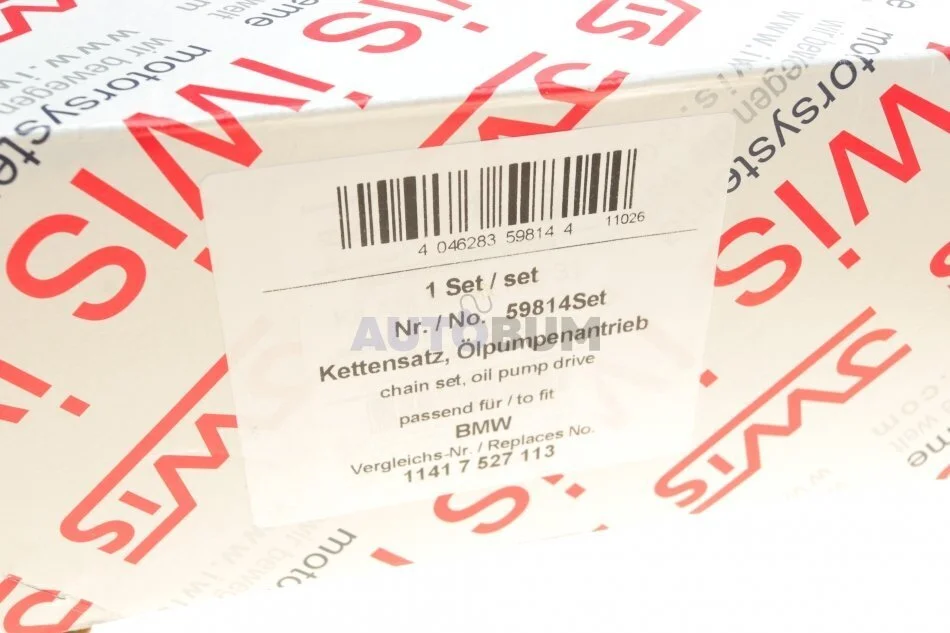 iwis
motorsysteme
wir bewegen
4 046283 59814 4
11026
1 Set / set
Nr. / No. 59814Set
AUTOBUM
Kettensatz, Ölpumpenantrieb
chain set, oil pump drive
passend für / to fit
BMW
Vergleichs-Nr. / Replaces No.
1141 7 527 113